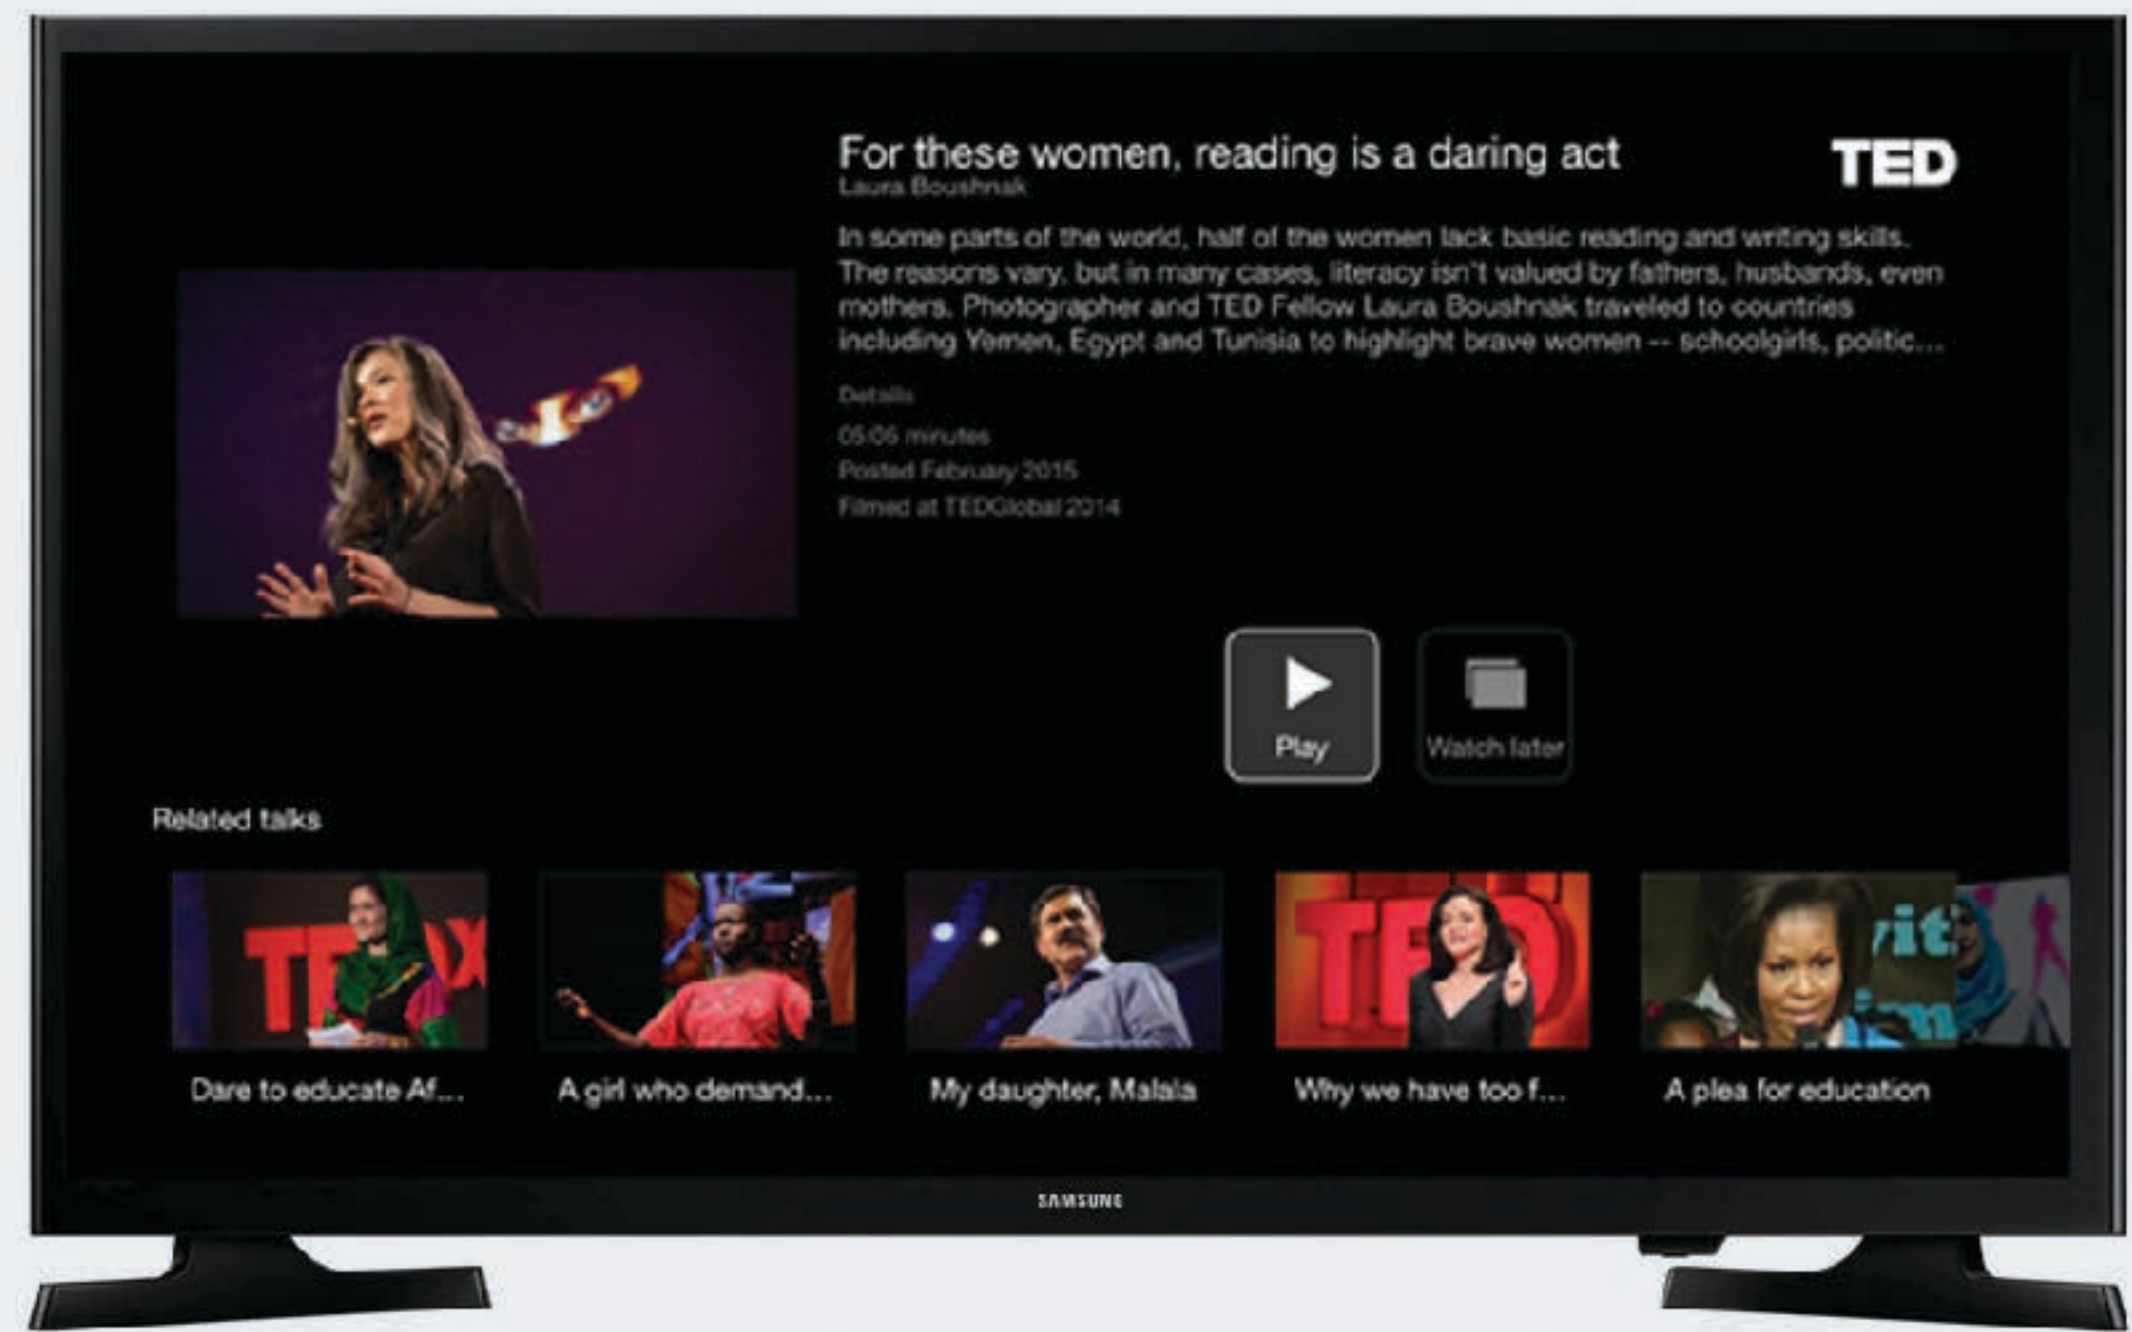 For these women, reading is a daring act
TED
Laura Boushnak
In some parts of the world, half of the women lack basic reading and writing skills.
The reasons vary, but in many cases, literacy isn't valued by fathers, husbands, even
mothers. Photographer and TED Fellow Laura Boushnak traveled to countries
including Yemen, Egypt and Tunisia to highlight brave women -- schoolgirls, politic...
Details
05:05 minutes
Posted February 2015
Filmed at TEDGlobal 2014
Play
Watch later
Related talks
TE X
TED
vit
im
Dare to educate Af...
A girl who demand...
My daughter, Malala
Why we have too f...
A plea for education
SAMSUNG